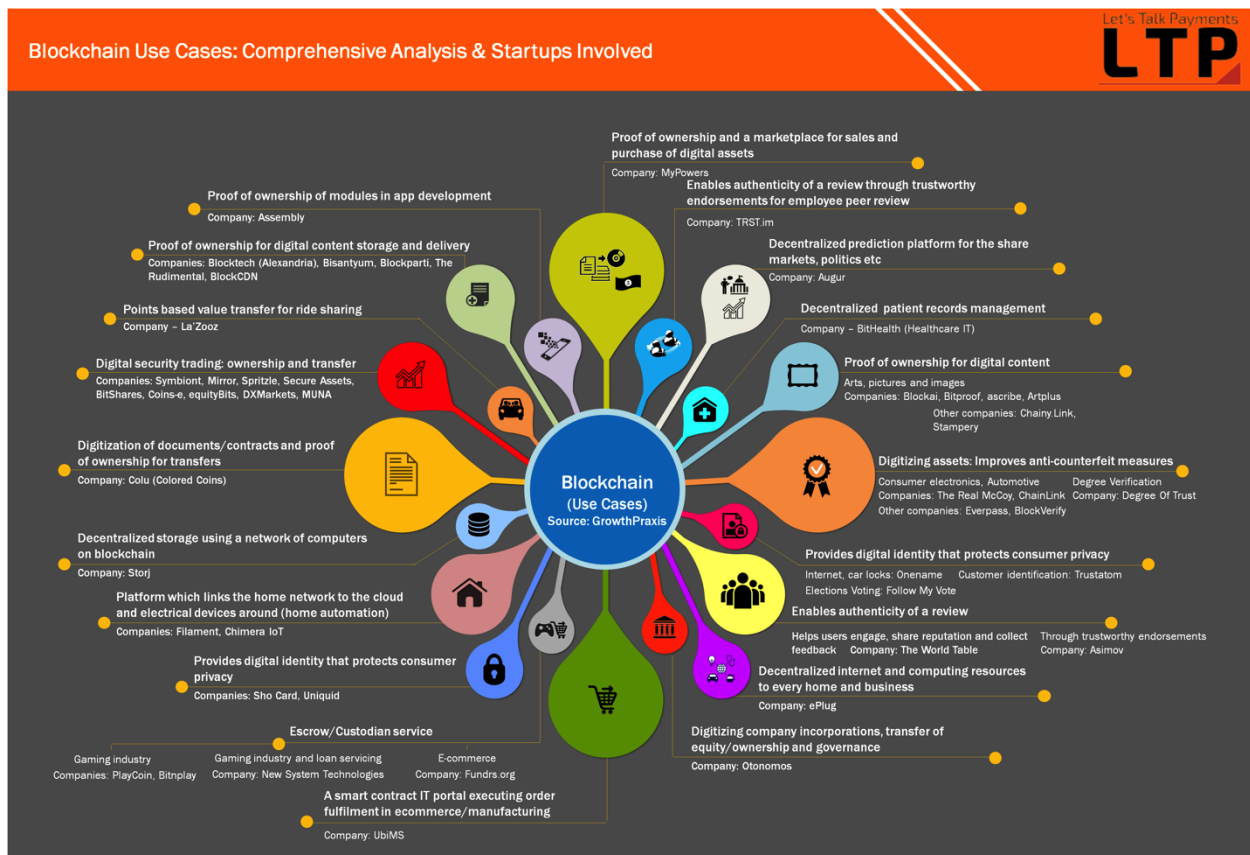 Blockchain Use Cases: Comprehensive Analysis & Startups Involved
Let's Talk Payments
LTP
Proof of ownership and a marketplace for sales and
purchase of digital assets
Company: MyPowers
Enables authenticity of a review through trustworthy
endorsements for employee peer review
Company: TRST.im
Decentralized prediction platform for the share
markets, politics etc
Company: Augur
Decentralized patient records management
Company – BitHealth (Healthcare IT)
Proof of ownership for digital content
Arts, pictures and images
Companies: Blockai, Bitproof, ascribe, Artplus
Other companies: Chainy.Link,
Stampery
Digitizing assets: Improves anti-counterfeit measures
Consumer electronics, Automotive
Companies: The Real McCoy, ChainLink
Other companies: Everpass, BlockVerify
Degree Verification
Company: Degree Of Trust
Provides digital identity that protects consumer privacy
Internet, car locks: Onename
Customer identification: Trustatom
Elections Voting: Follow My Vote
Enables authenticity of a review
Helps users engage, share reputation and collect
feedback Company: The World Table
Through trustworthy endorsements
Company: Asimov
Decentralized internet and computing resources
to every home and business
Company: ePlug
Digitizing company incorporations, transfer of
equity/ownership and governance
Company: Otonomos
Proof of ownership of modules in app development
Company: Assembly
Proof of ownership for digital content storage and delivery
Companies: Blocktech (Alexandria), Bisantyum, Blockparti, The
Rudimental, BlockCDN
Points based value transfer for ride sharing
Company – La'Zooz
Digital security trading: ownership and transfer
Companies: Symbiont, Mirror, Spritzle, Secure Assets,
BitShares, Coins-e, equityBits, DXMarkets, MUNA
Digitization of documents/contracts and proof
of ownership for transfers
Company: Colu (Colored Coins)
Decentralized storage using a network of computers
on blockchain
Company: Storj
Platform which links the home network to the cloud
and electrical devices around (home automation)
Companies: Filament, Chimera IoT
Provides digital identity that protects consumer
privacy
Companies: Sho Card, Uniquid
Escrow/Custodian service
Gaming industry
Companies: PlayCoin, Bitnplay
Gaming industry and loan servicing
Company: New System Technologies
E-commerce
Company: Fundrs.org
A smart contract IT portal executing order
fulfilment in ecommerce/manufacturing
Company: UbiMS
Blockchain
(Use Cases)
Source: GrowthPraxis